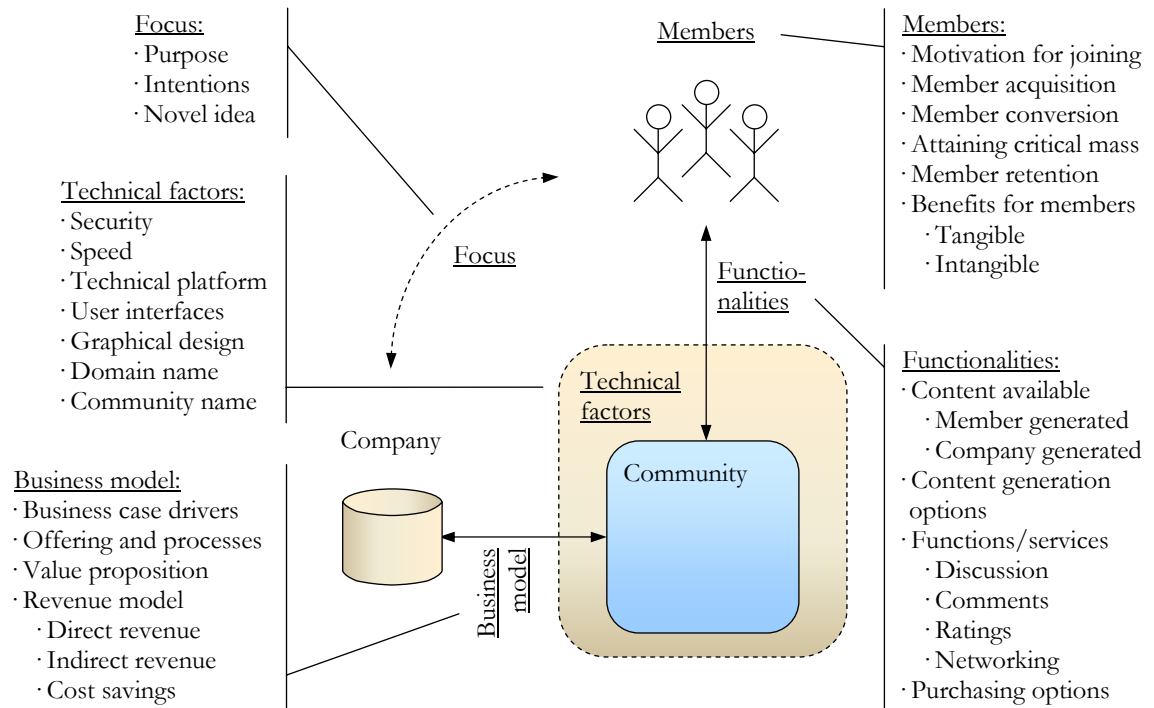 Focus:
· Purpose
· Intentions
· Novel idea
Technical factors:
· Security
· Speed
· Technical platform
· User interfaces
· Graphical design
· Domain name
· Community name
Business model:
· Business case drivers
· Offering and processes
· Value proposition
· Revenue model
· Direct revenue
· Indirect revenue
· Cost savings
Members
Focus
Functio-
nalities
Technical
factors
Company
Community
Business
model
Members:
· Motivation for joining
· Member acquisition
· Member conversion
· Attaining critical mass
· Member retention
· Benefits for members
· Tangible
· Intangible
Functionalities:
· Content available
· Member generated
· Company generated
· Content generation
options
· Functions/services
· Discussion
· Comments
· Ratings
· Networking
· Purchasing options